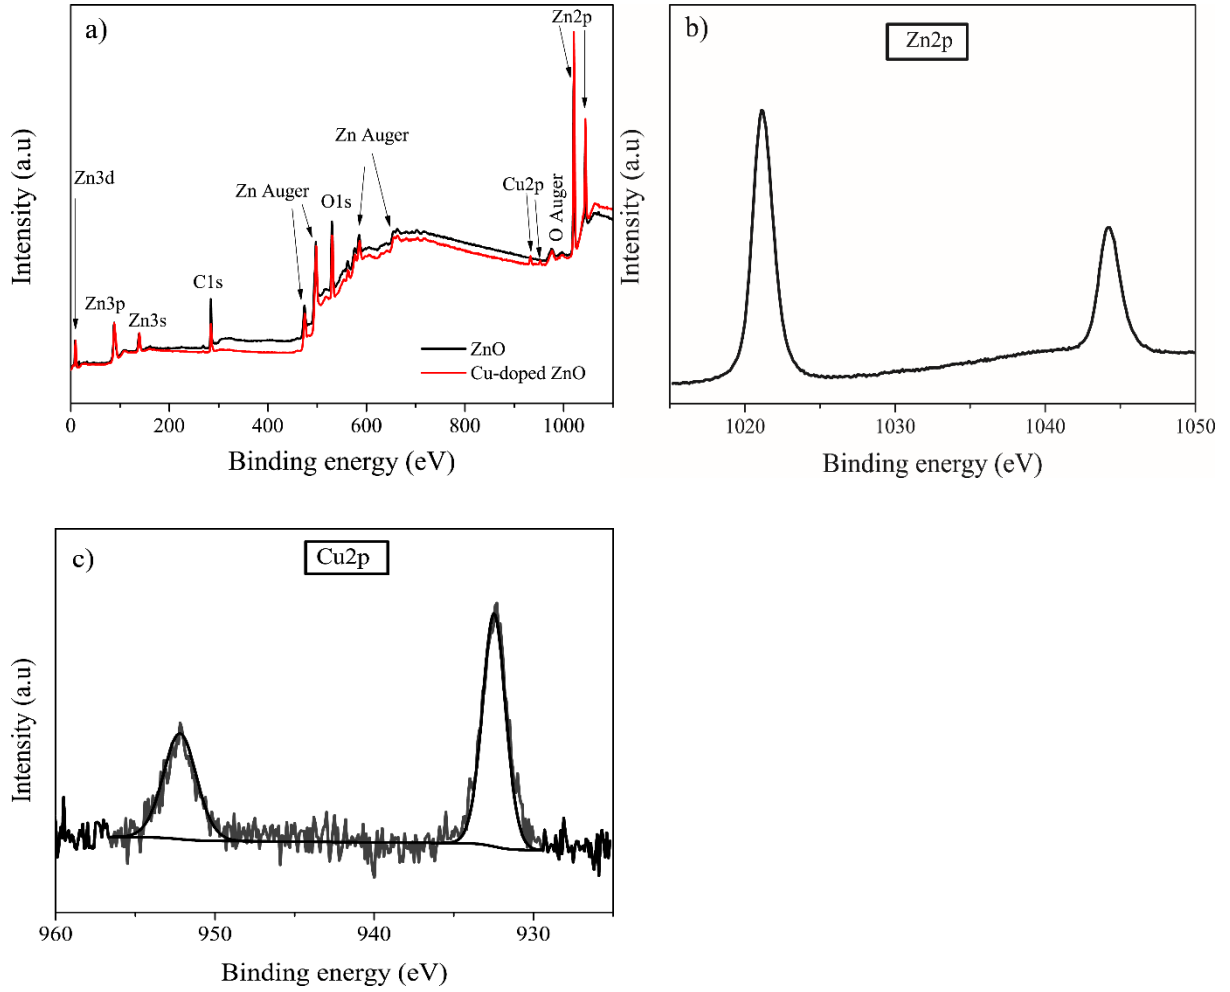 a)
Zn2p
Zn Auger
Zn3d
Zn Auger
O1s
Cu2p
O Auger
C1s
Zn3p
Zn3s
ZnO
Cu-doped ZnO
Intensity (a.u)
0 200 400 600 800 1000
Binding energy (eV)
b)
Zn2p
Intensity (a.u)
1020 1030 1040 1050
Binding energy (eV)
c)
Cu2p
Intensity (a.u)
960 950 940 930
Binding energy (eV)